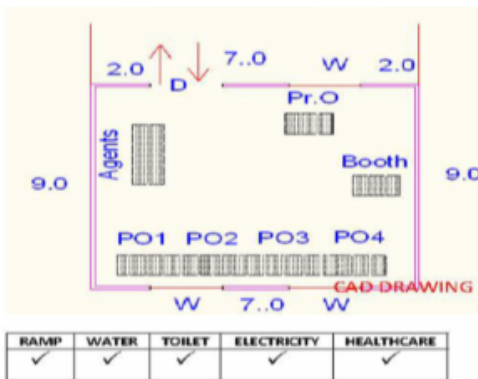 2.0 7..0 W 2.0
D
Pr.O
Agents
Booth
9.0 9.0
PO1 PO2 PO3 PO4
CAD DRAWING
W 7..0 W
RAMP WATER TOILET ELECTRICITY HEALTHCARE
✓ ✓ ✓ ✓ ✓